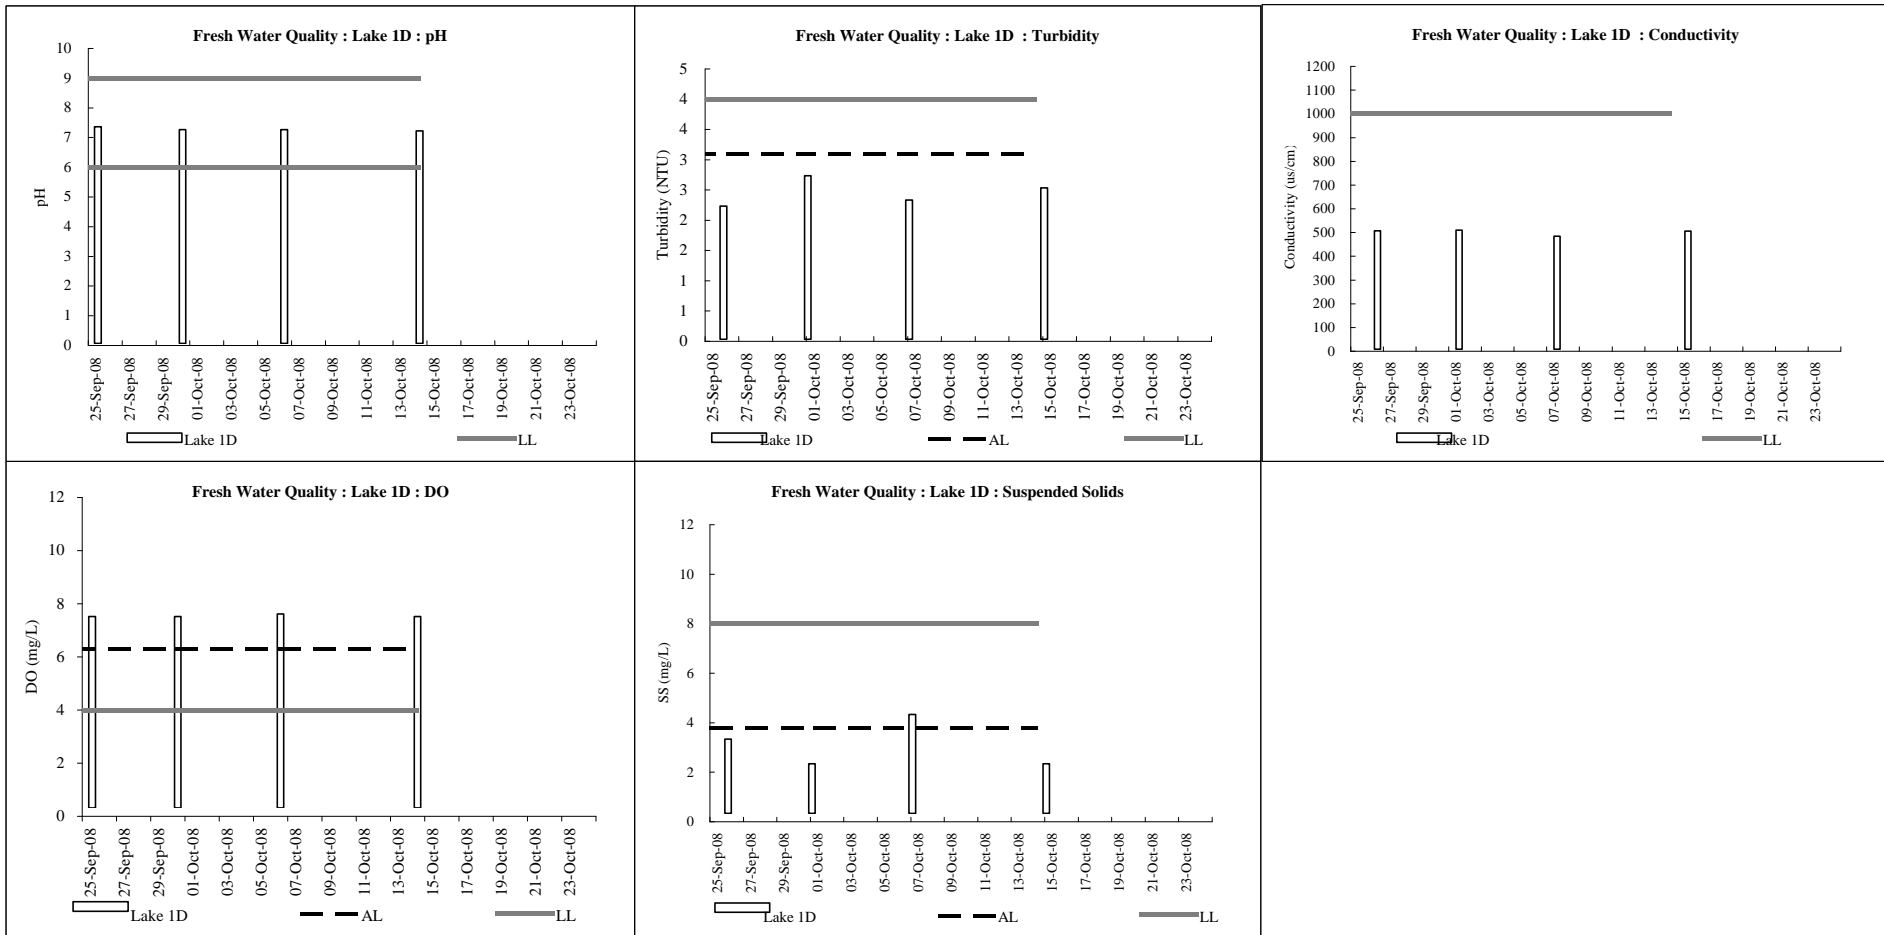 Fresh Water Quality : Lake 1D : pH
10
9
8
7
6
5
4
3
2
1
0
pH
25-Sep-08
27-Sep-08
29-Sep-08
01-Oct-08
03-Oct-08
05-Oct-08
07-Oct-08
09-Oct-08
11-Oct-08
13-Oct-08
15-Oct-08
17-Oct-08
19-Oct-08
21-Oct-08
23-Oct-08
Lake 1D LL
Fresh Water Quality : Lake 1D : Turbidity
5
4
4
3
3
2
2
1
1
0
Turbidity (NTU)
25-Sep-08
27-Sep-08
29-Sep-08
01-Oct-08
03-Oct-08
05-Oct-08
07-Oct-08
09-Oct-08
11-Oct-08
13-Oct-08
15-Oct-08
17-Oct-08
19-Oct-08
21-Oct-08
23-Oct-08
Lake 1D AL LL
Fresh Water Quality : Lake 1D : Conductivity
1200
1100
1000
900
800
700
600
500
400
300
200
100
0
Conductivity (us/cm)
25-Sep-08
27-Sep-08
29-Sep-08
01-Oct-08
03-Oct-08
05-Oct-08
07-Oct-08
09-Oct-08
11-Oct-08
13-Oct-08
15-Oct-08
17-Oct-08
19-Oct-08
21-Oct-08
23-Oct-08
Lake 1D LL
Fresh Water Quality : Lake 1D : DO
12
10
8
6
4
2
0
DO (mg/L)
25-Sep-08
27-Sep-08
29-Sep-08
01-Oct-08
03-Oct-08
05-Oct-08
07-Oct-08
09-Oct-08
11-Oct-08
13-Oct-08
15-Oct-08
17-Oct-08
19-Oct-08
21-Oct-08
23-Oct-08
Lake 1D AL LL
Fresh Water Quality : Lake 1D : Suspended Solids
12
10
8
6
4
2
0
SS (mg/L)
25-Sep-08
27-Sep-08
29-Sep-08
01-Oct-08
03-Oct-08
05-Oct-08
07-Oct-08
09-Oct-08
11-Oct-08
13-Oct-08
15-Oct-08
17-Oct-08
19-Oct-08
21-Oct-08
23-Oct-08
Lake 1D AL LL